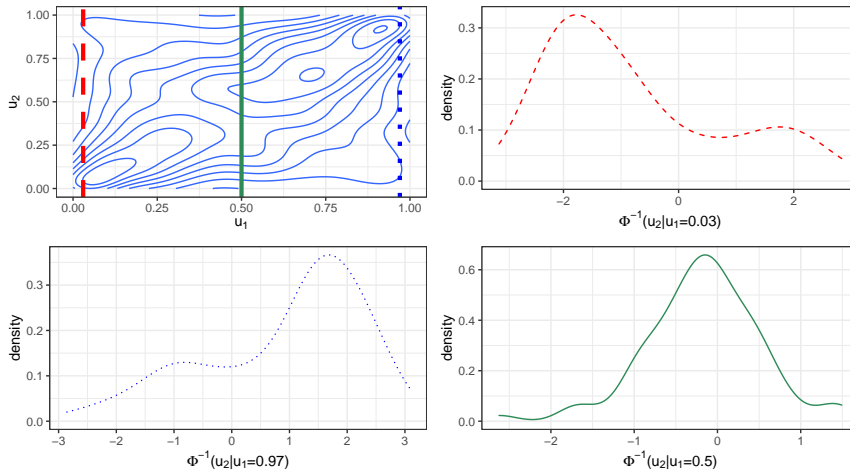 1.00
0.75
0.50
0.25
0.00
u2
0.00 0.25 0.50 0.75 1.00
u1
0.3
0.2
0.1
0.0
density
-2 0 2
Φ−1(u2|u1=0.03)
0.3
0.2
0.1
0.0
density
-3 -2 -1 0 1 2 3
Φ−1(u2|u1=0.97)
0.6
0.4
0.2
0.0
density
-2 -1 0 1
Φ−1(u2|u1=0.5)